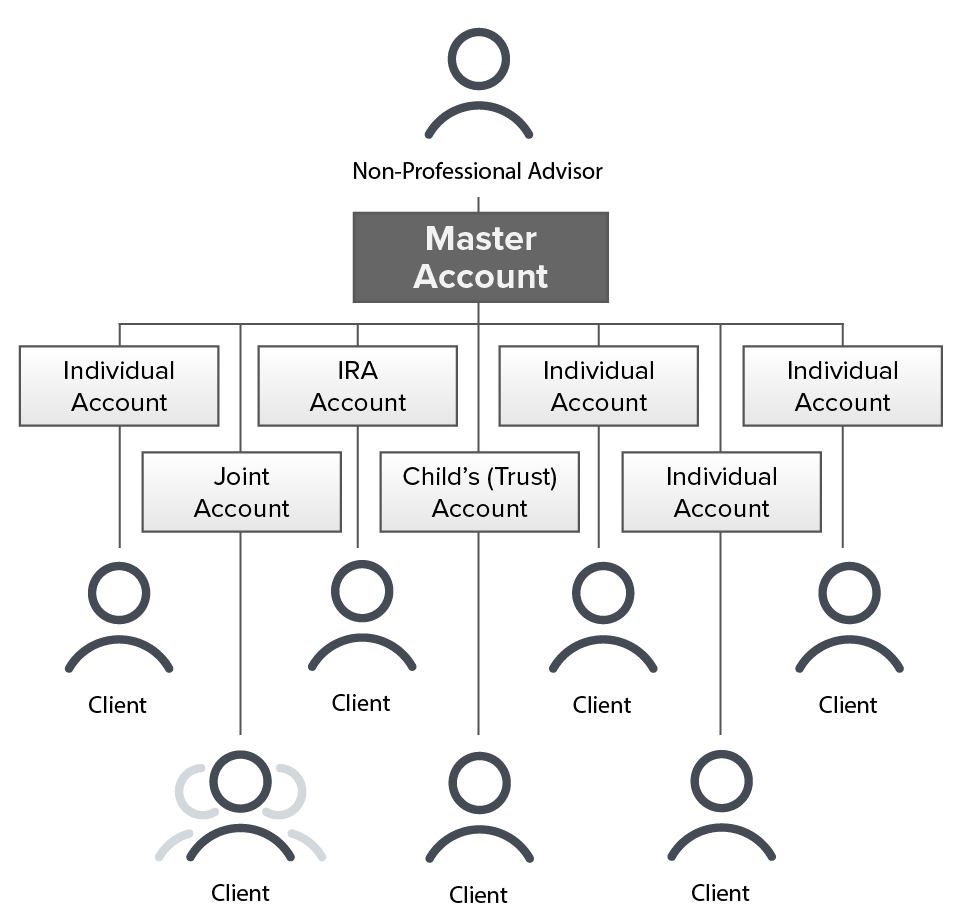 Non-Professional Advisor
Master
Account
Individual
Account
IRA
Account
Individual
Account
Individual
Account
Joint
Account
Child's (Trust)
Account
Individual
Account
Client
Client
Client
Client
Client
Client
Client